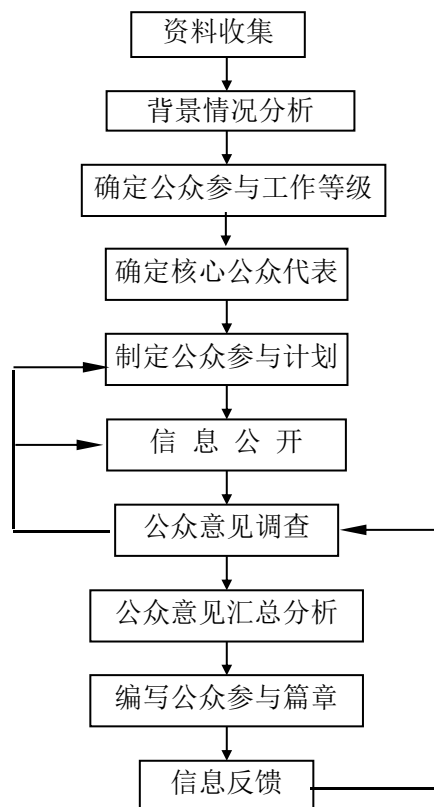 资料收集
背景情况分析
确定公众参与工作等级
确定核心公众代表
制定公众参与计划
信 息 公 开
公众意见调查
公众意见汇总分析
编写公众参与篇章
信息反馈